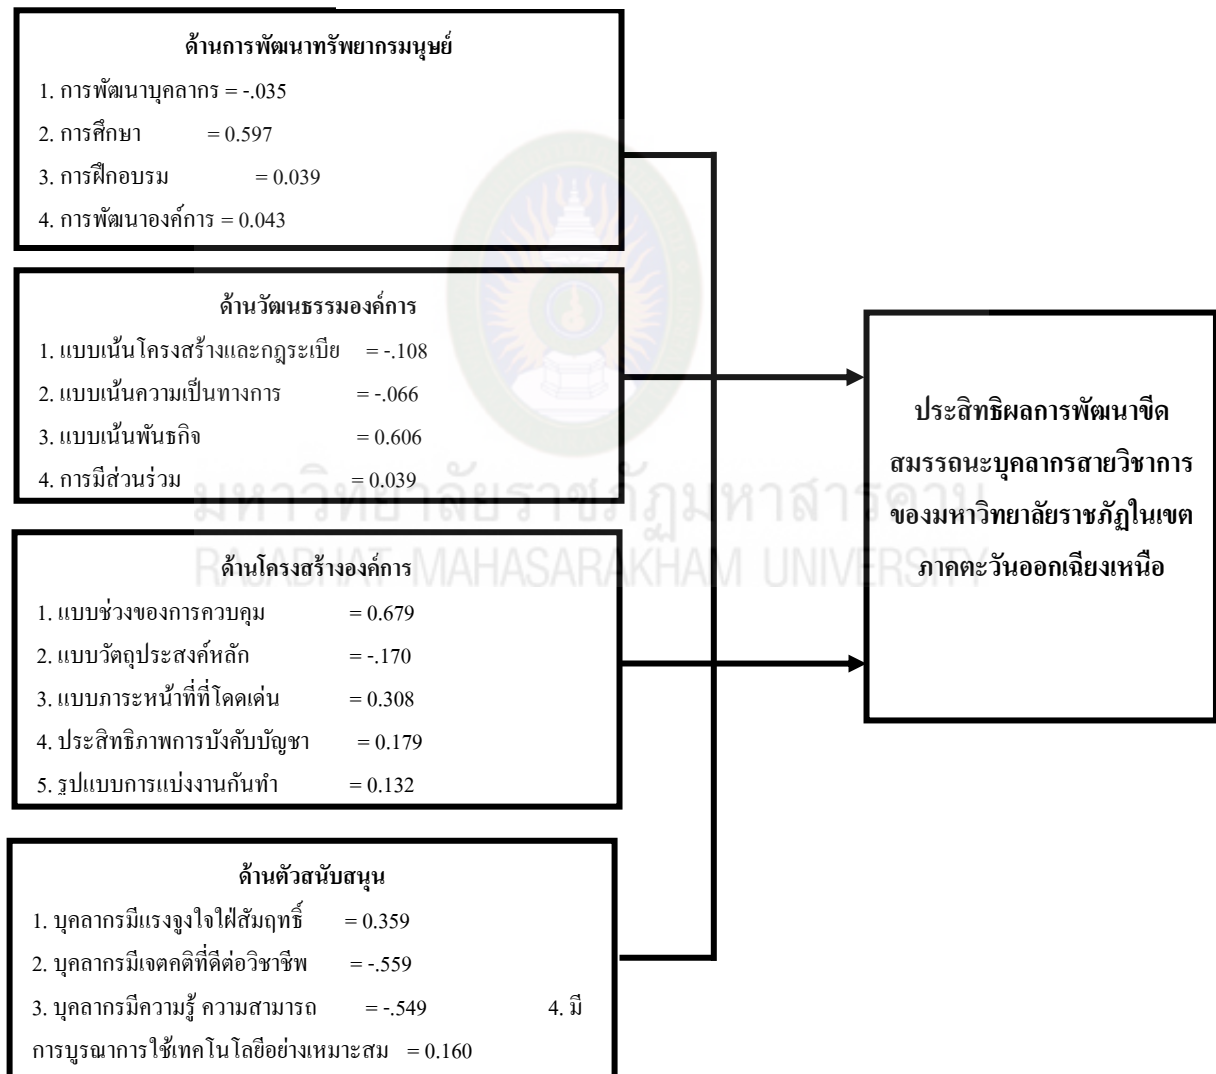 ด้านการพัฒนาทรัพยากรมนุษย์
1. การพัฒนาบุคลากร = -.035
2. การศึกษา = 0.597
3. การฝึกอบรม = 0.039
4. การพัฒนาองค์การ = 0.043
ด้านวัฒนธรรมองค์การ
1. แบบเน้นโครงสร้างและกฎระเบีย = -.108
2. แบบเน้นความเป็นทางการ = -.066
3. แบบเน้นพันธกิจ = 0.606
4. การมีส่วนร่วม = 0.039
ด้านโครงสร้างองค์การ
1. แบบช่วงของการควบคุม = 0.679
2. แบบวัตถุประสงค์หลัก = -.170
3. แบบภาระหน้าที่ที่โดดเด่น = 0.308
4. ประสิทธิภาพการบังคับบัญชา = 0.179
5. รูปแบบการแบ่งงานกันทำ = 0.132
ด้านตัวสนับสนุน
1. บุคลากรมีแรงจูงใจใฝ่สัมฤทธิ์ = 0.359
2. บุคลากรมีเจตคติที่ดีต่อวิชาชีพ = -.559
3. บุคลากรมีความรู้ ความสามารถ = -.549 4. มี
การบูรณาการใช้เทคโนโลยีอย่างเหมาะสม = 0.160
ประสิทธิผลการพัฒนาขีด
สมรรถนะบุคลากรสายวิชาการ
ของมหาวิทยาลัยราชภัฏในเขต
ภาคตะวันออกเฉียงเหนือ
มหาวิทยาลัยราชภัฏมหาสารคาม
RAJABHAT MAHASARAKHAM UNIVERSITY